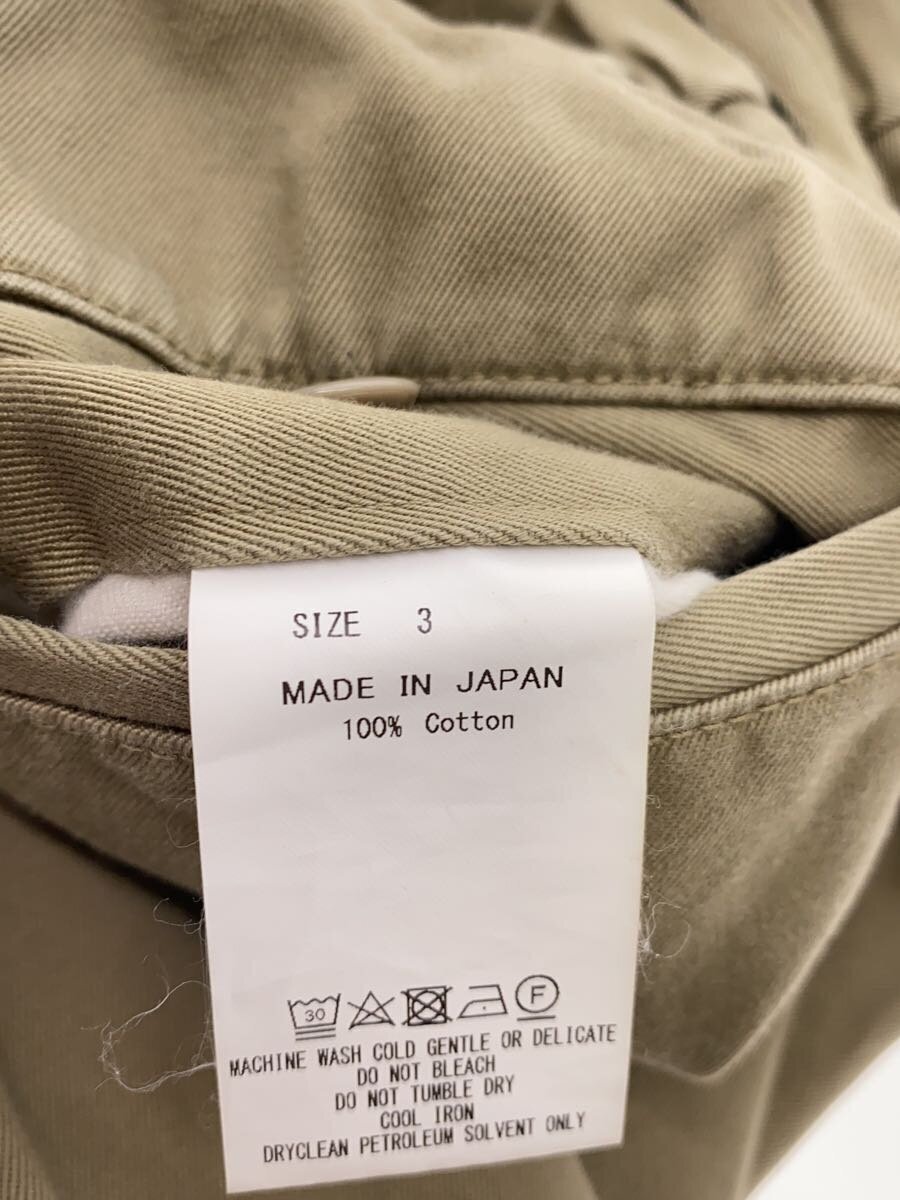 SIZE 3
MADE IN JAPAN
100% Cotton
30 F
MACHINE WASH COLD GENTLE OR DELICATE
DO NOT BLEACH
DO NOT TUMBLE DRY
COOL IRON
DRYCLEAN PETROLEUM SOLVENT ONLY